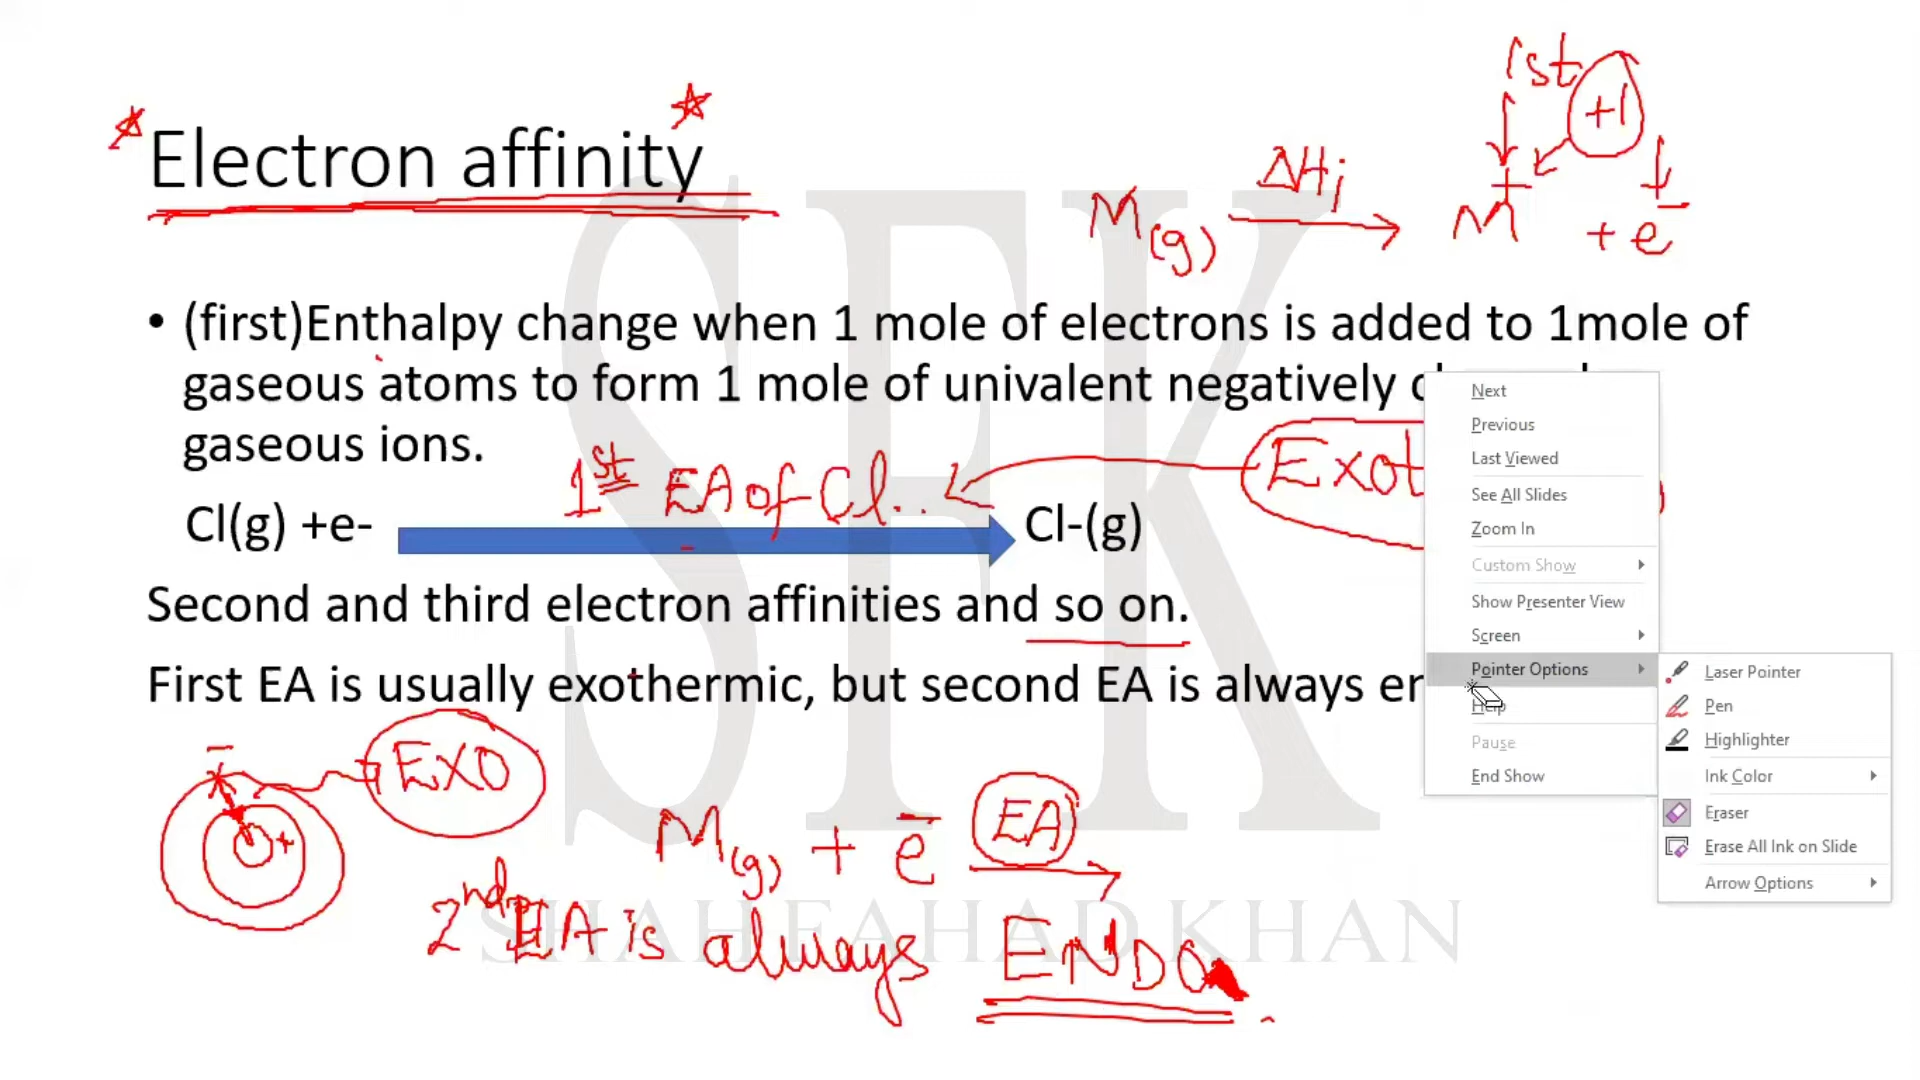 1st +1
Electron affinity
M(g) ΔHi M+ + e-
• (first)Enthalpy change when 1 mole of electrons is added to 1mole of
gaseous atoms to form 1 mole of univalent negatively
gaseous ions.
1st EA of Cl..
Cl(g) +e- Cl-(g)
Second and third electron affinities and so on.
First EA is usually exothermic, but second EA is always
EXO
+
M(g) + e- EA
2nd EA is always ENDO
SFK
SHAHFAHAD KHAN
Next
Previous
Last Viewed
See All Slides
Zoom In
Custom Show
Show Presenter View
Screen
Pointer Options
Help
Pause
End Show
Laser Pointer
Pen
Highlighter
Ink Color
Eraser
Erase All Ink on Slide
Arrow Options